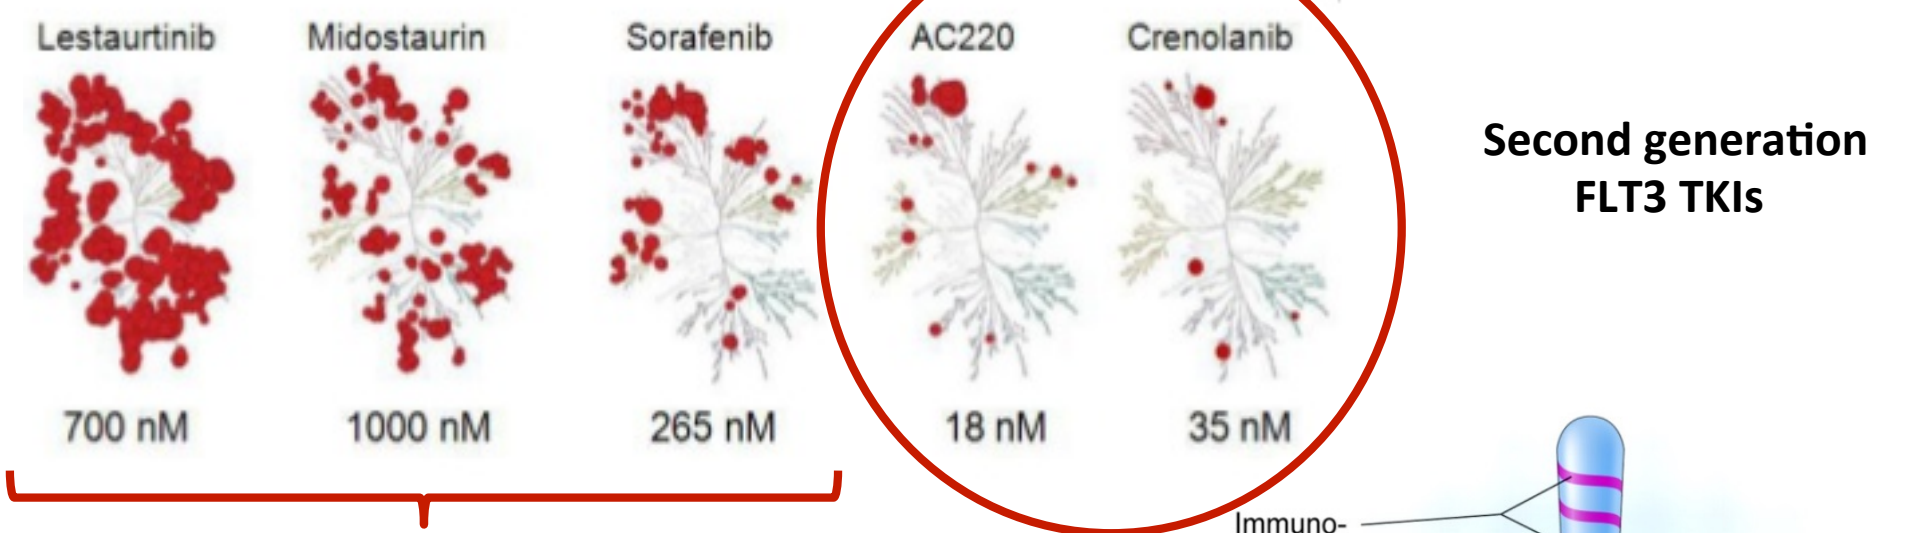 Lestaurtinib Midostaurin Sorafenib AC220 Crenolanib
Second generation
FLT3 TKIs
700 nM 1000 nM 265 nM 18 nM 35 nM
Immuno-